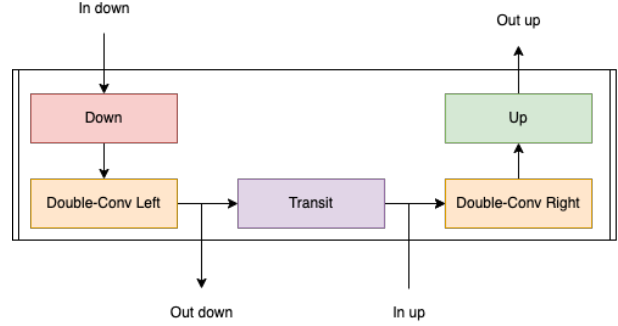 In down
Out up
Down
Up
Double-Conv Left
Transit
Double-Conv Right
Out down
In up